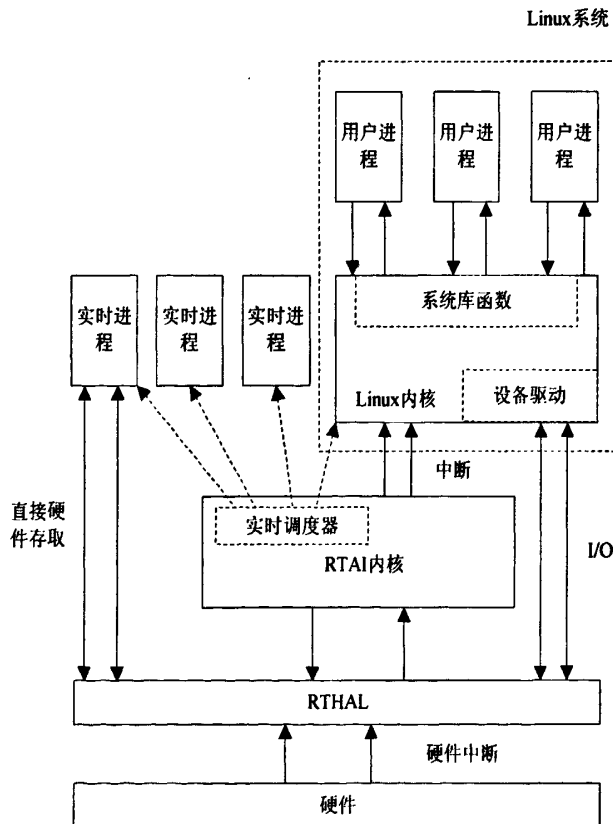 Linux系统
用户进
程
用户进
程
用户进
程
系统库函数
实时进
程
实时进
程
实时进
程
Linux内核
设备驱动
中断
直接硬
件存取
实时调度器
RTAI内核
I/O
RTHAL
硬件中断
硬件